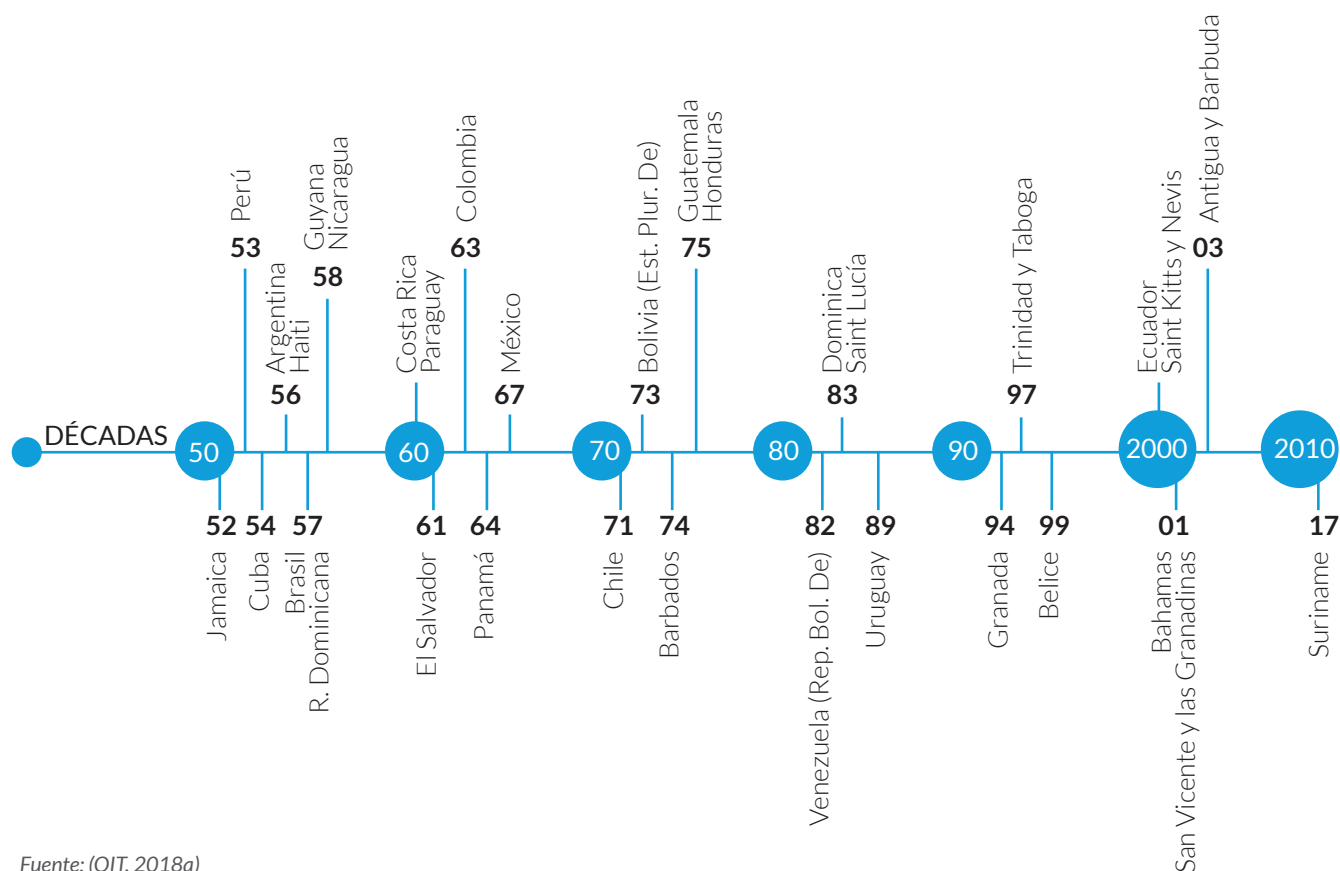 DÉCADAS
50
52
Jamaica
53
Perú
54
Cuba
56
Argentina
Haiti
57
Brasil
R. Dominicana
58
Guyana
Nicaragua
60
Costa Rica
Paraguay
61
El Salvador
63
Colombia
64
Panamá
67
México
70
71
Chile
73
Bolivia (Est. Plur. De)
74
Barbados
75
Guatemala
Honduras
80
82
Venezuela (Rep. Bol. De)
83
Dominica
Saint Lucía
89
Uruguay
90
94
Granada
97
Trinidad y Taboga
99
Belice
2000
Ecuador
Saint Kitts y Nevis
01
Bahamas
San Vicente y las Granadinas
03
Antigua y Barbuda
2010
17
Suriname
Fuente: (OIT, 2018a)